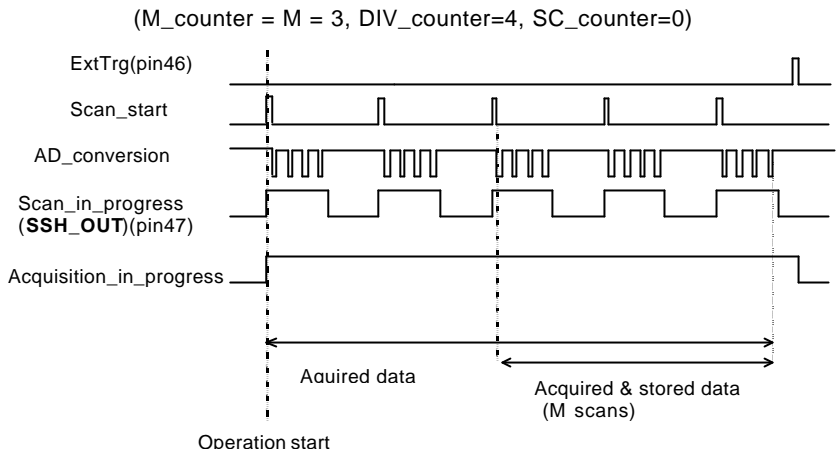 (M_counter = M = 3, DIV_counter=4, SC_counter=0)
ExtTrg(pin46)
Scan_start
AD_conversion
Scan_in_progress
(SSH_OUT)(pin47)
Acquisition_in_progress
Aquired data
Acquired & stored data
(M scans)
Operation start